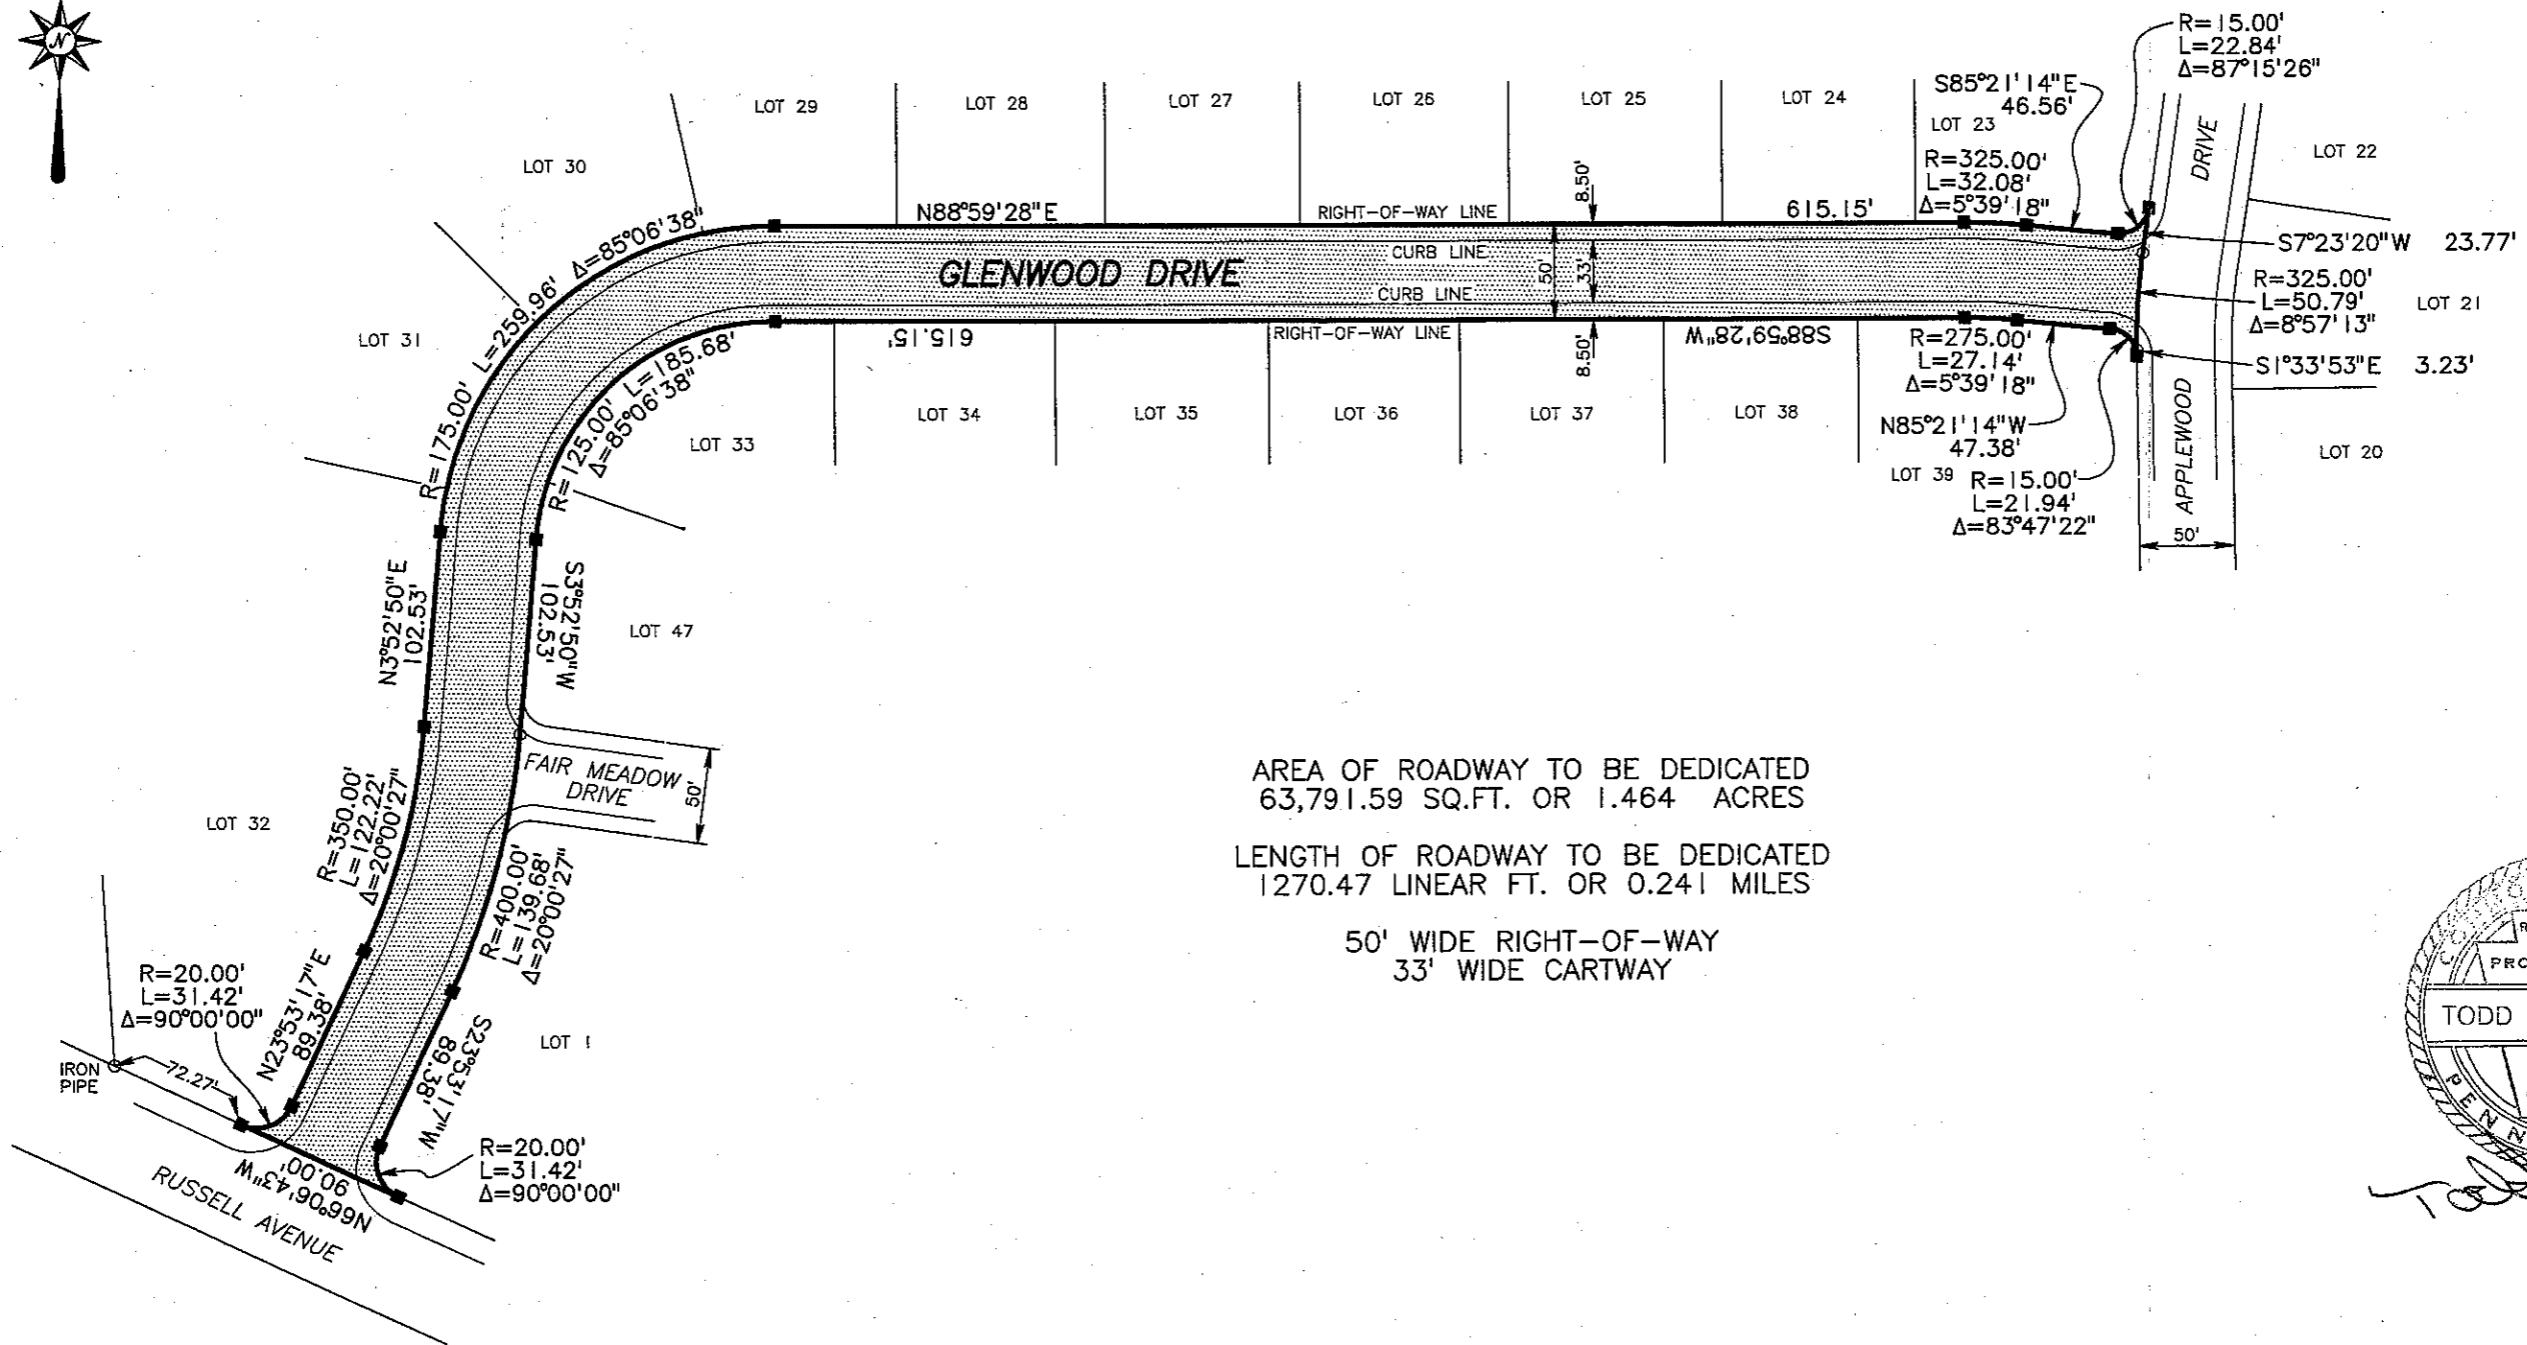 N
R=15.00'
L=22.84'
Δ=87°15'26"
S85°21'14"E
46.56'
LOT 29
LOT 28
LOT 27
LOT 26
LOT 25
LOT 24
LOT 23
LOT 22
LOT 30
DRIVE
R=325.00'
L=32.08'
Δ=5°39'18"
8.50'
N88°59'28"E
RIGHT-OF-WAY LINE
615.15'
R=175.00' L=259.96' Δ=85°06'38"
S7°23'20"W 23.77'
CURB LINE
GLENWOOD DRIVE
50'
33'
CURB LINE
R=325.00'
L=50.79'
Δ=8°57'13"
LOT 21
LOT 31
615.15'
RIGHT-OF-WAY LINE
8.50'
S88°59'28"W
R=275.00'
L=27.14'
Δ=5°39'18"
S1°33'53"E 3.23'
R=125.00' L=185.68'
Δ=85°06'38"
LOT 33
LOT 34
LOT 35
LOT 36
LOT 37
LOT 38
N85°21'14"W
47.38'
APPLEWOOD
LOT 20
LOT 39
R=15.00'
L=21.94'
Δ=83°47'22"
50'
N3°52'50"E
102.53'
S3°52'50"W
102.53'
LOT 47
FAIR MEADOW
DRIVE
50'
LOT 32
R=350.00'
L=122.22'
Δ=20°00'27"
R=400.00'
L=139.68'
Δ=20°00'27"
AREA OF ROADWAY TO BE DEDICATED
63,791.59 SQ.FT. OR 1.464 ACRES
LENGTH OF ROADWAY TO BE DEDICATED
1270.47 LINEAR FT. OR 0.241 MILES
50' WIDE RIGHT-OF-WAY
33' WIDE CARTWAY
R=20.00'
L=31.42'
Δ=90°00'00"
N23°53'17"E
89.38'
S23°53'17"W
89.38'
LOT 1
IRON
PIPE
72.27'
R=20.00'
L=31.42'
Δ=90°00'00"
N66°06'43"W
90.00'
RUSSELL AVENUE
R
PRO
TODD
PENN